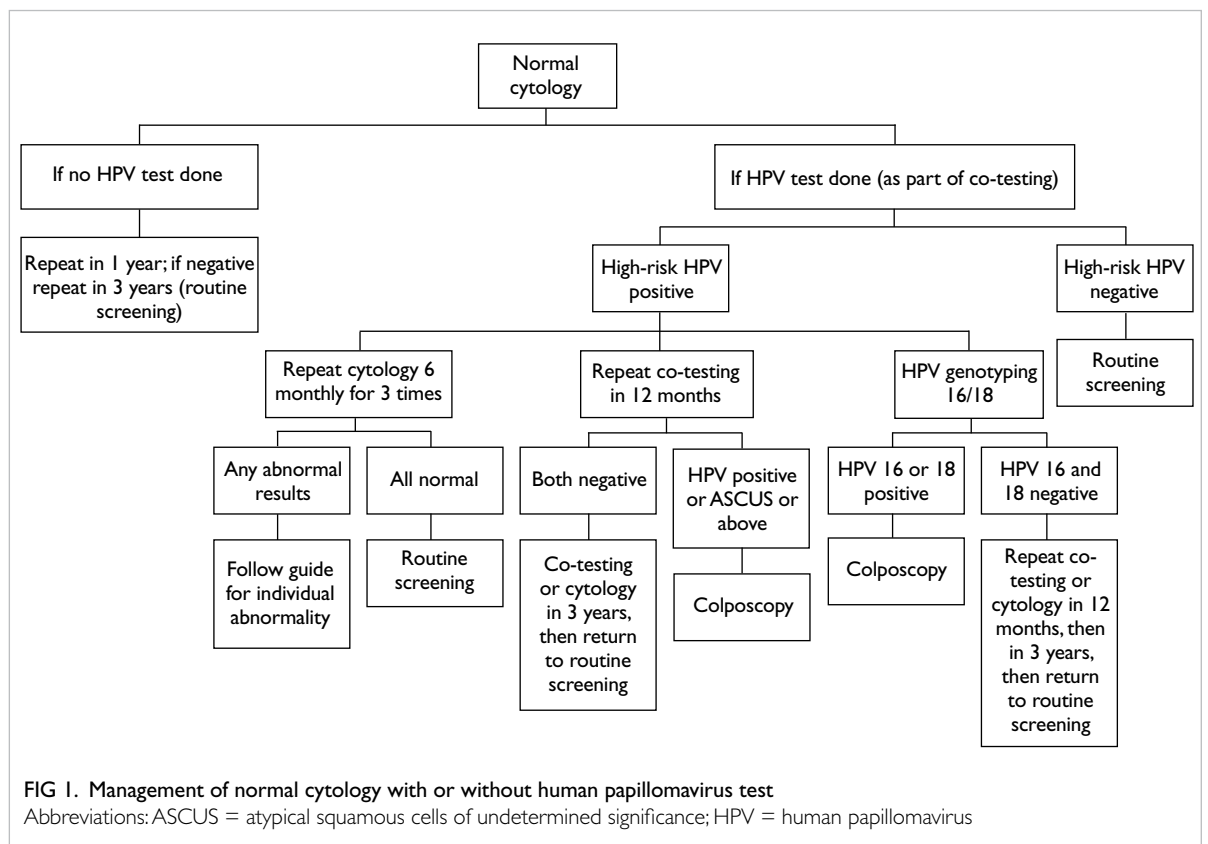 Normal
cytology
If no HPV test done
If HPV test done (as part of co-testing)
Repeat in 1 year; if negative
repeat in 3 years (routine
screening)
High-risk HPV
positive
High-risk HPV
negative
Repeat cytology 6
monthly for 3 times
Repeat co-testing
in 12 months
HPV genotyping
16/18
Routine
screening
Any abnormal
results
All normal
Both negative
HPV positive
or ASCUS or
above
HPV 16 or 18
positive
HPV 16 and
18 negative
Follow guide
for individual
abnormality
Routine
screening
Co-testing
or cytology
in 3 years,
then return
to routine
screening
Colposcopy
Colposcopy
Repeat co-
testing or
cytology in 12
months, then
in 3 years,
then return
to routine
screening
FIG 1. Management of normal cytology with or without human papillomavirus test
Abbreviations: ASCUS = atypical squamous cells of undetermined significance; HPV = human papillomavirus